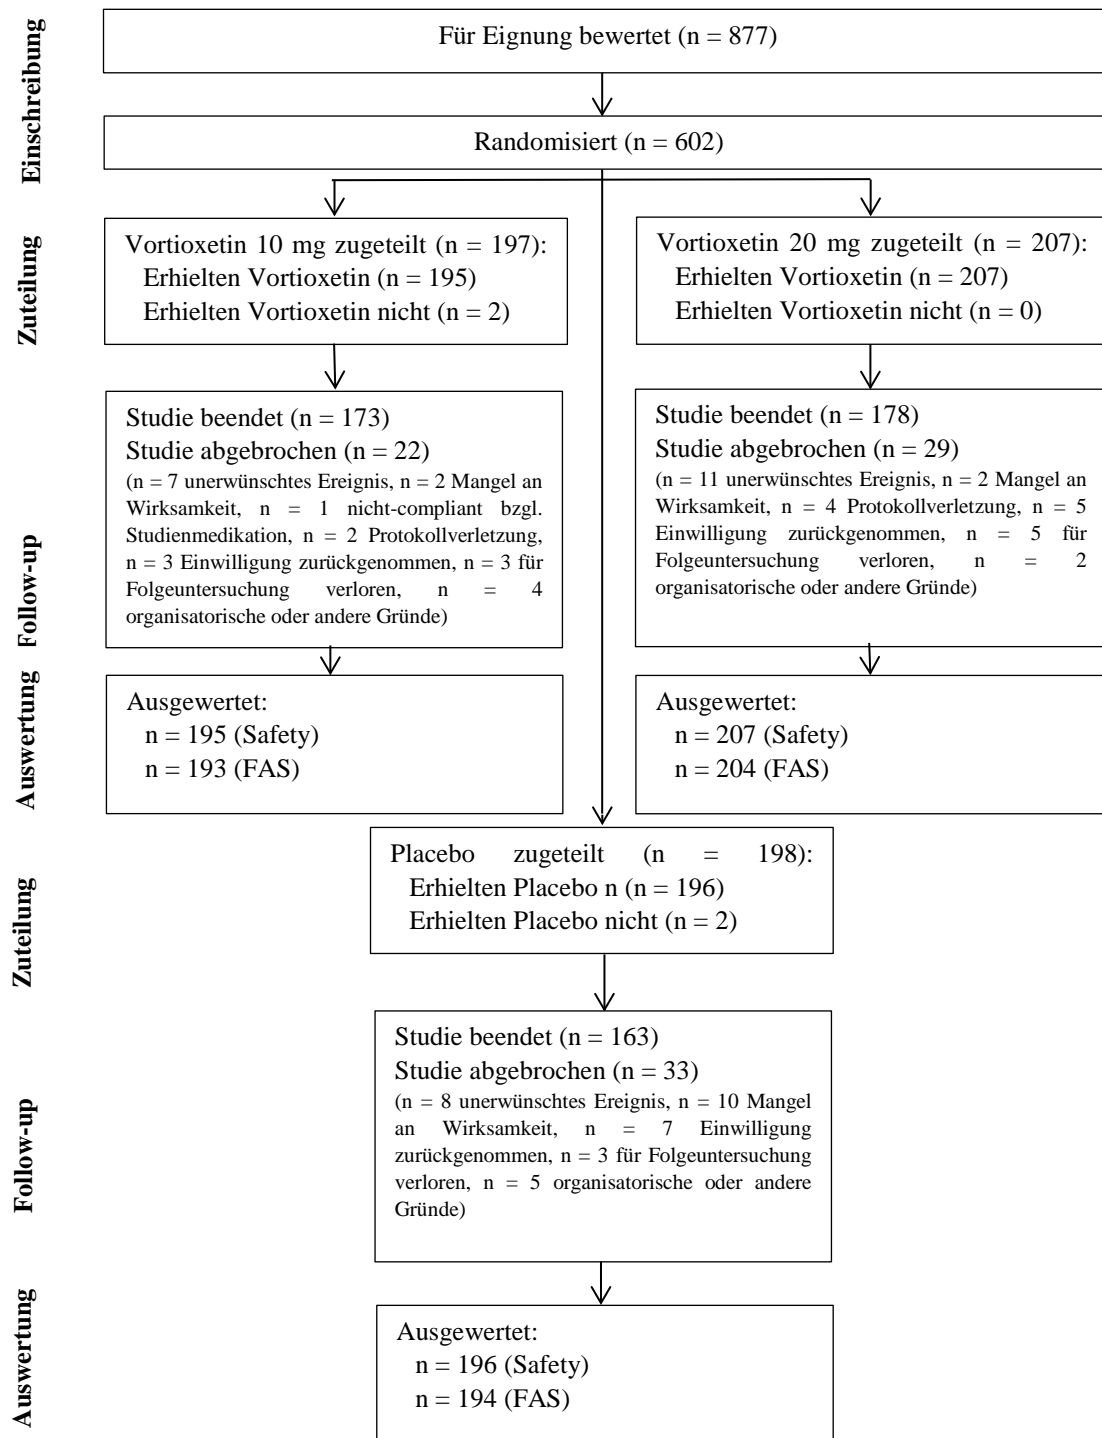 Einschreibung
Für Eignung bewertet (n = 877)
Randomisiert (n = 602)
Zuteilung
Vortioxetin 10 mg zugeteilt (n = 197):
Erhielten Vortioxetin (n = 195)
Erhielten Vortioxetin nicht (n = 2)
Vortioxetin 20 mg zugeteilt (n = 207):
Erhielten Vortioxetin (n = 207)
Erhielten Vortioxetin nicht (n = 0)
Follow-up
Studie beendet (n = 173)
Studie abgebrochen (n = 22)
(n = 7 unerwünschtes Ereignis, n = 2 Mangel an
Wirksamkeit, n = 1 nicht-compliant bzgl.
Studienmedikation, n = 2 Protokollverletzung,
n = 3 Einwilligung zurückgenommen, n = 3 für
Folgeuntersuchung verloren, n = 4
organisatorische oder andere Gründe)
Studie beendet (n = 178)
Studie abgebrochen (n = 29)
(n = 11 unerwünschtes Ereignis, n = 2 Mangel an
Wirksamkeit, n = 4 Protokollverletzung, n = 5
Einwilligung zurückgenommen, n = 5 für
Folgeuntersuchung verloren, n = 2
organisatorische oder andere Gründe)
Auswertung
Ausgewertet:
n = 195 (Safety)
n = 193 (FAS)
Ausgewertet:
n = 207 (Safety)
n = 204 (FAS)
Zuteilung
Placebo zugeteilt (n = 198):
Erhielten Placebo n (n = 196)
Erhielten Placebo nicht (n = 2)
Follow-up
Studie beendet (n = 163)
Studie abgebrochen (n = 33)
(n = 8 unerwünschtes Ereignis, n = 10 Mangel
an Wirksamkeit, n = 7 Einwilligung
zurückgenommen, n = 3 für Folgeuntersuchung
verloren, n = 5 organisatorische oder andere
Gründe)
Auswertung
Ausgewertet:
n = 196 (Safety)
n = 194 (FAS)